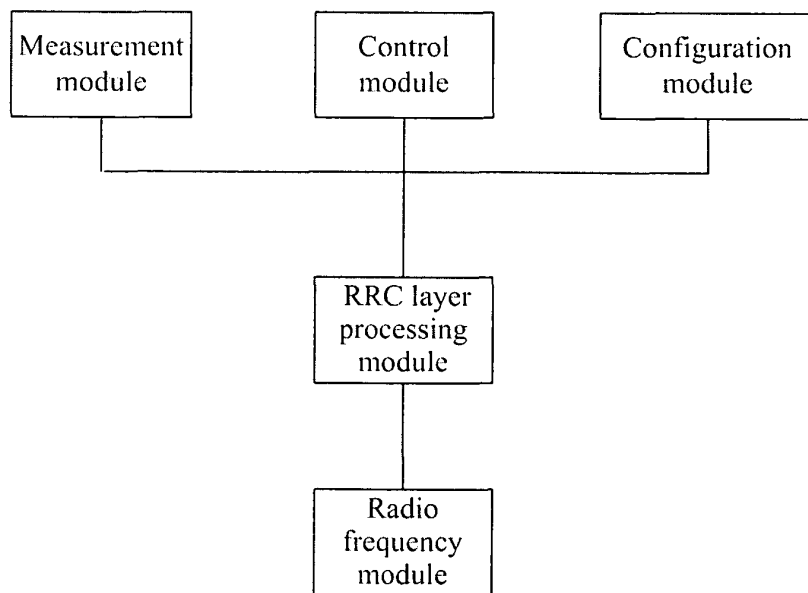 Measurement
module
Control
module
Configuration
module
RRC layer
processing
module
Radio
frequency
module